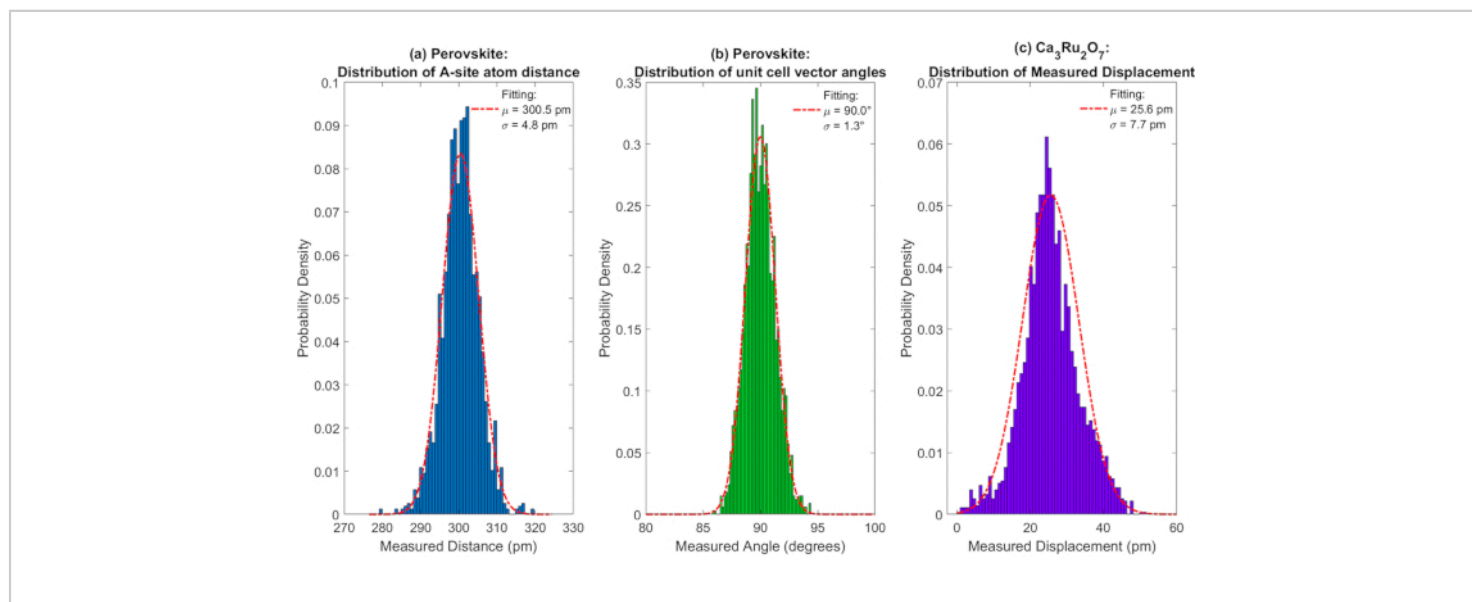 (a) Perovskite:
Distribution of A-site atom distance
Fitting:
μ = 300.5 pm
σ = 4.8 pm
0.1
0.09
0.08
0.07
0.06
0.05
0.04
0.03
0.02
0.01
0
Probability Density
270 280 290 300 310 320 330
Measured Distance (pm)
(b) Perovskite:
Distribution of unit cell vector angles
Fitting:
μ = 90.0°
σ = 1.3°
0.35
0.3
0.25
0.2
0.15
0.1
0.05
0
Probability Density
80 85 90 95 100
Measured Angle (degrees)
(c) Ca₃Ru₂O₇:
Distribution of Measured Displacement
Fitting:
μ = 25.6 pm
σ = 7.7 pm
0.07
0.06
0.05
0.04
0.03
0.02
0.01
0
Probability Density
0 20 40 60
Measured Displacement (pm)